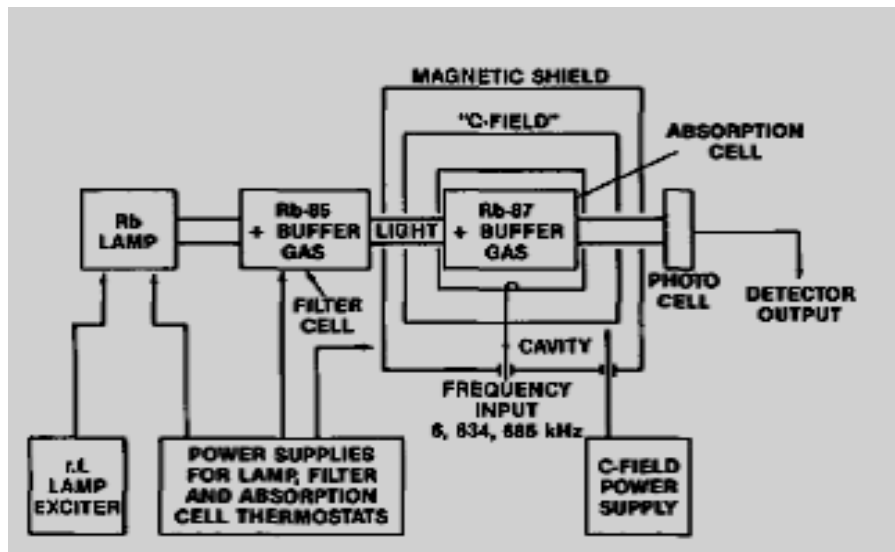 MAGNETIC SHIELD
"C-FIELD"
ABSORPTION
CELL
Rb
LAMP
Rb-85
+ BUFFER
GAS
LIGHT
Rb-87
+ BUFFER
GAS
FILTER
CELL
PHOTO
CELL
DETECTOR
OUTPUT
CAVITY
FREQUENCY
INPUT
6, 834, 685 kHz
r.f.
LAMP
EXCITER
POWER SUPPLIES
FOR LAMP, FILTER
AND ABSORPTION
CELL THERMOSTATS
C-FIELD
POWER
SUPPLY